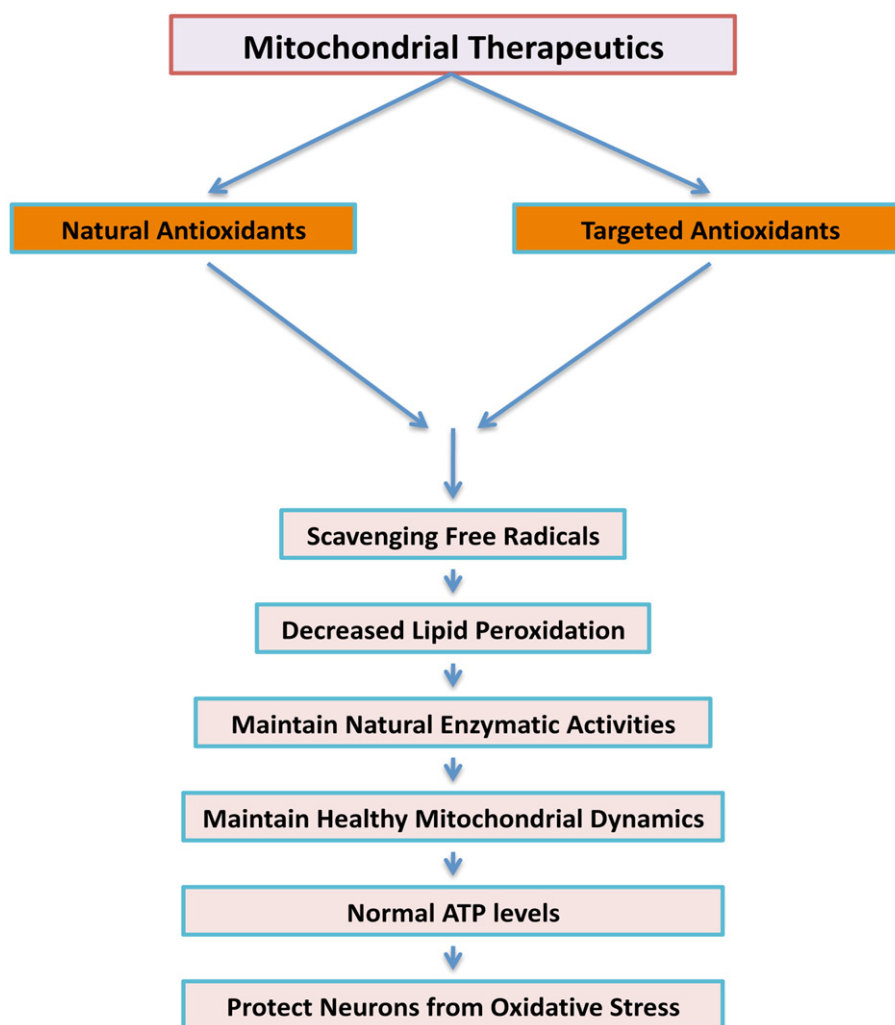 Mitochondrial Therapeutics
Natural Antioxidants
Targeted Antioxidants
Scavenging Free Radicals
Decreased Lipid Peroxidation
Maintain Natural Enzymatic Activities
Maintain Healthy Mitochondrial Dynamics
Normal ATP levels
Protect Neurons from Oxidative Stress